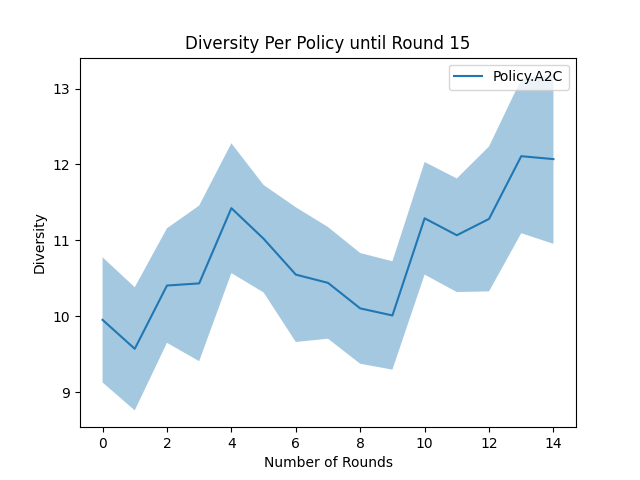 Diversity Per Policy until Round 15
Policy.A2C
13
12
11
10
9
Diversity
0 2 4 6 8 10 12 14
Number of Rounds